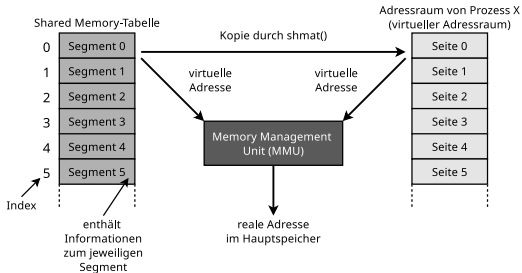 Shared Memory-Tabelle
Adressraum von Prozess X
(virtueller Adressraum)
0
Segment 0
1
Segment 1
2
Segment 2
3
Segment 3
4
Segment 4
5
Segment 5
Kopie durch shmat()
Seite 0
Seite 1
Seite 2
Seite 3
Seite 4
Seite 5
virtuelle
Adresse
virtuelle
Adresse
Memory Management
Unit (MMU)
Index
enthält
Informationen
zum jeweiligen
Segment
reale Adresse
im Hauptspeicher